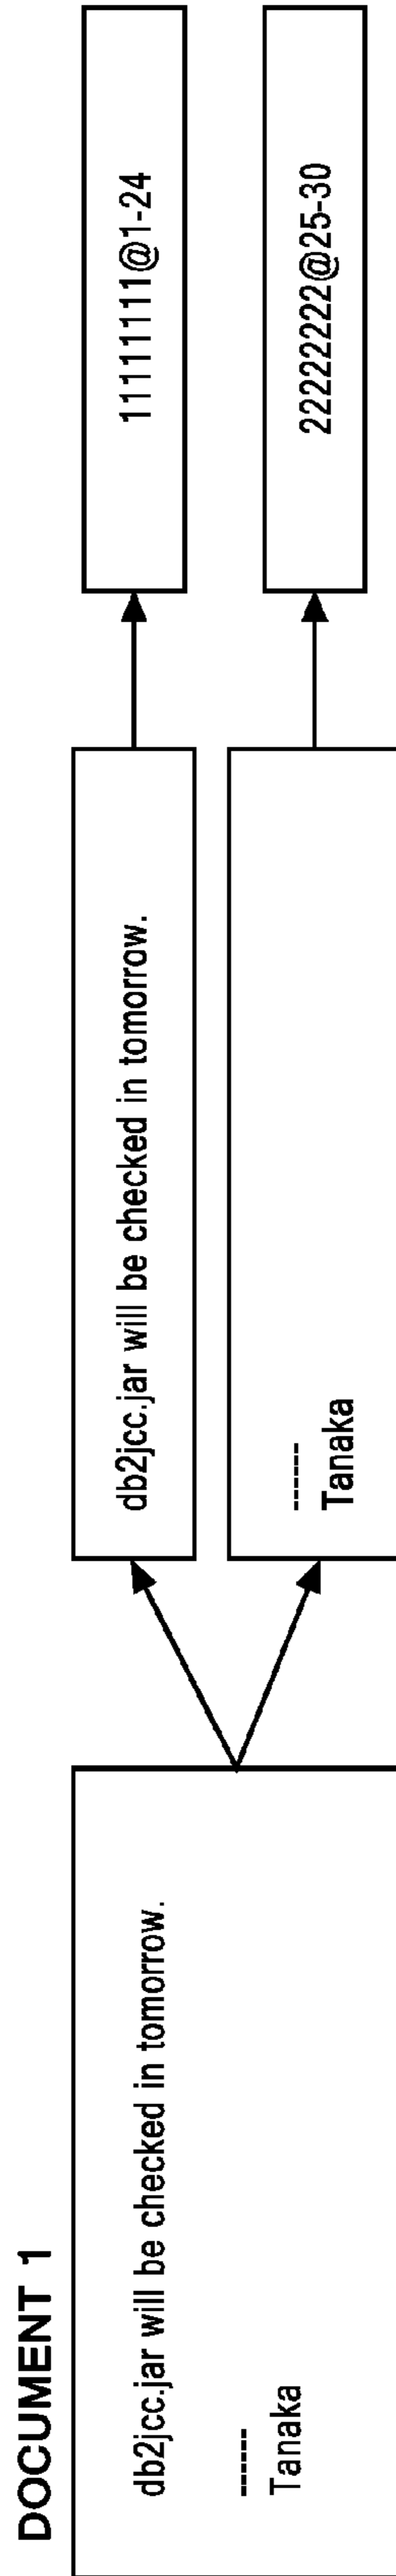 DOCUMENT 1
db2jcc.jar will be checked in tomorrow.
------
Tanaka
db2jcc.jar will be checked in tomorrow.
------
Tanaka
11111111@1-24
22222222@25-30